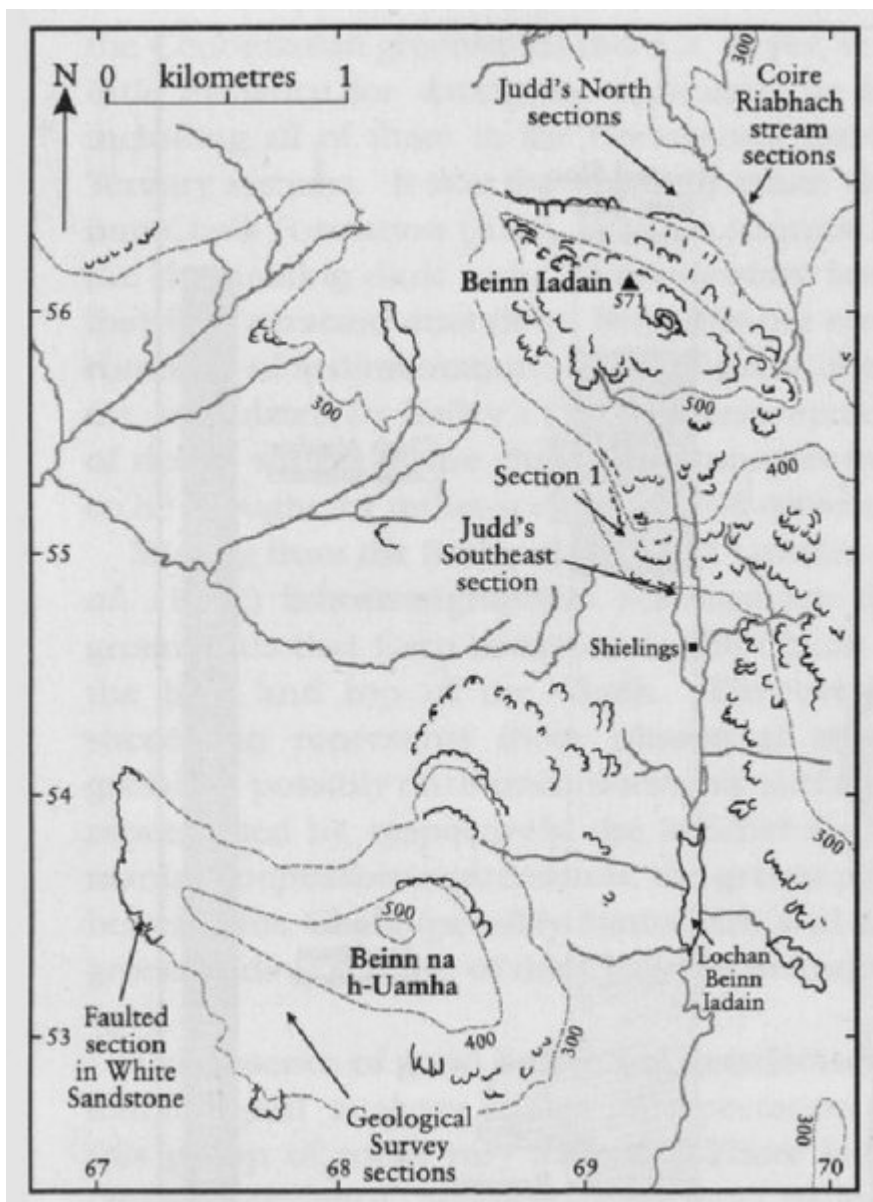 N 0 kilometres 1
300
Judd's North
sections
Coire
Riabhach
stream
sections
Beinn Iadain
571
56
300
500
400
Section 1
55
Judd's
Southeast
section
Shielings
54
300
500
Beinn na
h-Uamha
Lochan
Beinn
Iadain
53
400
300
Faulted
section
in White
Sandstone
Geological
Survey
sections
300
67
68
69
70